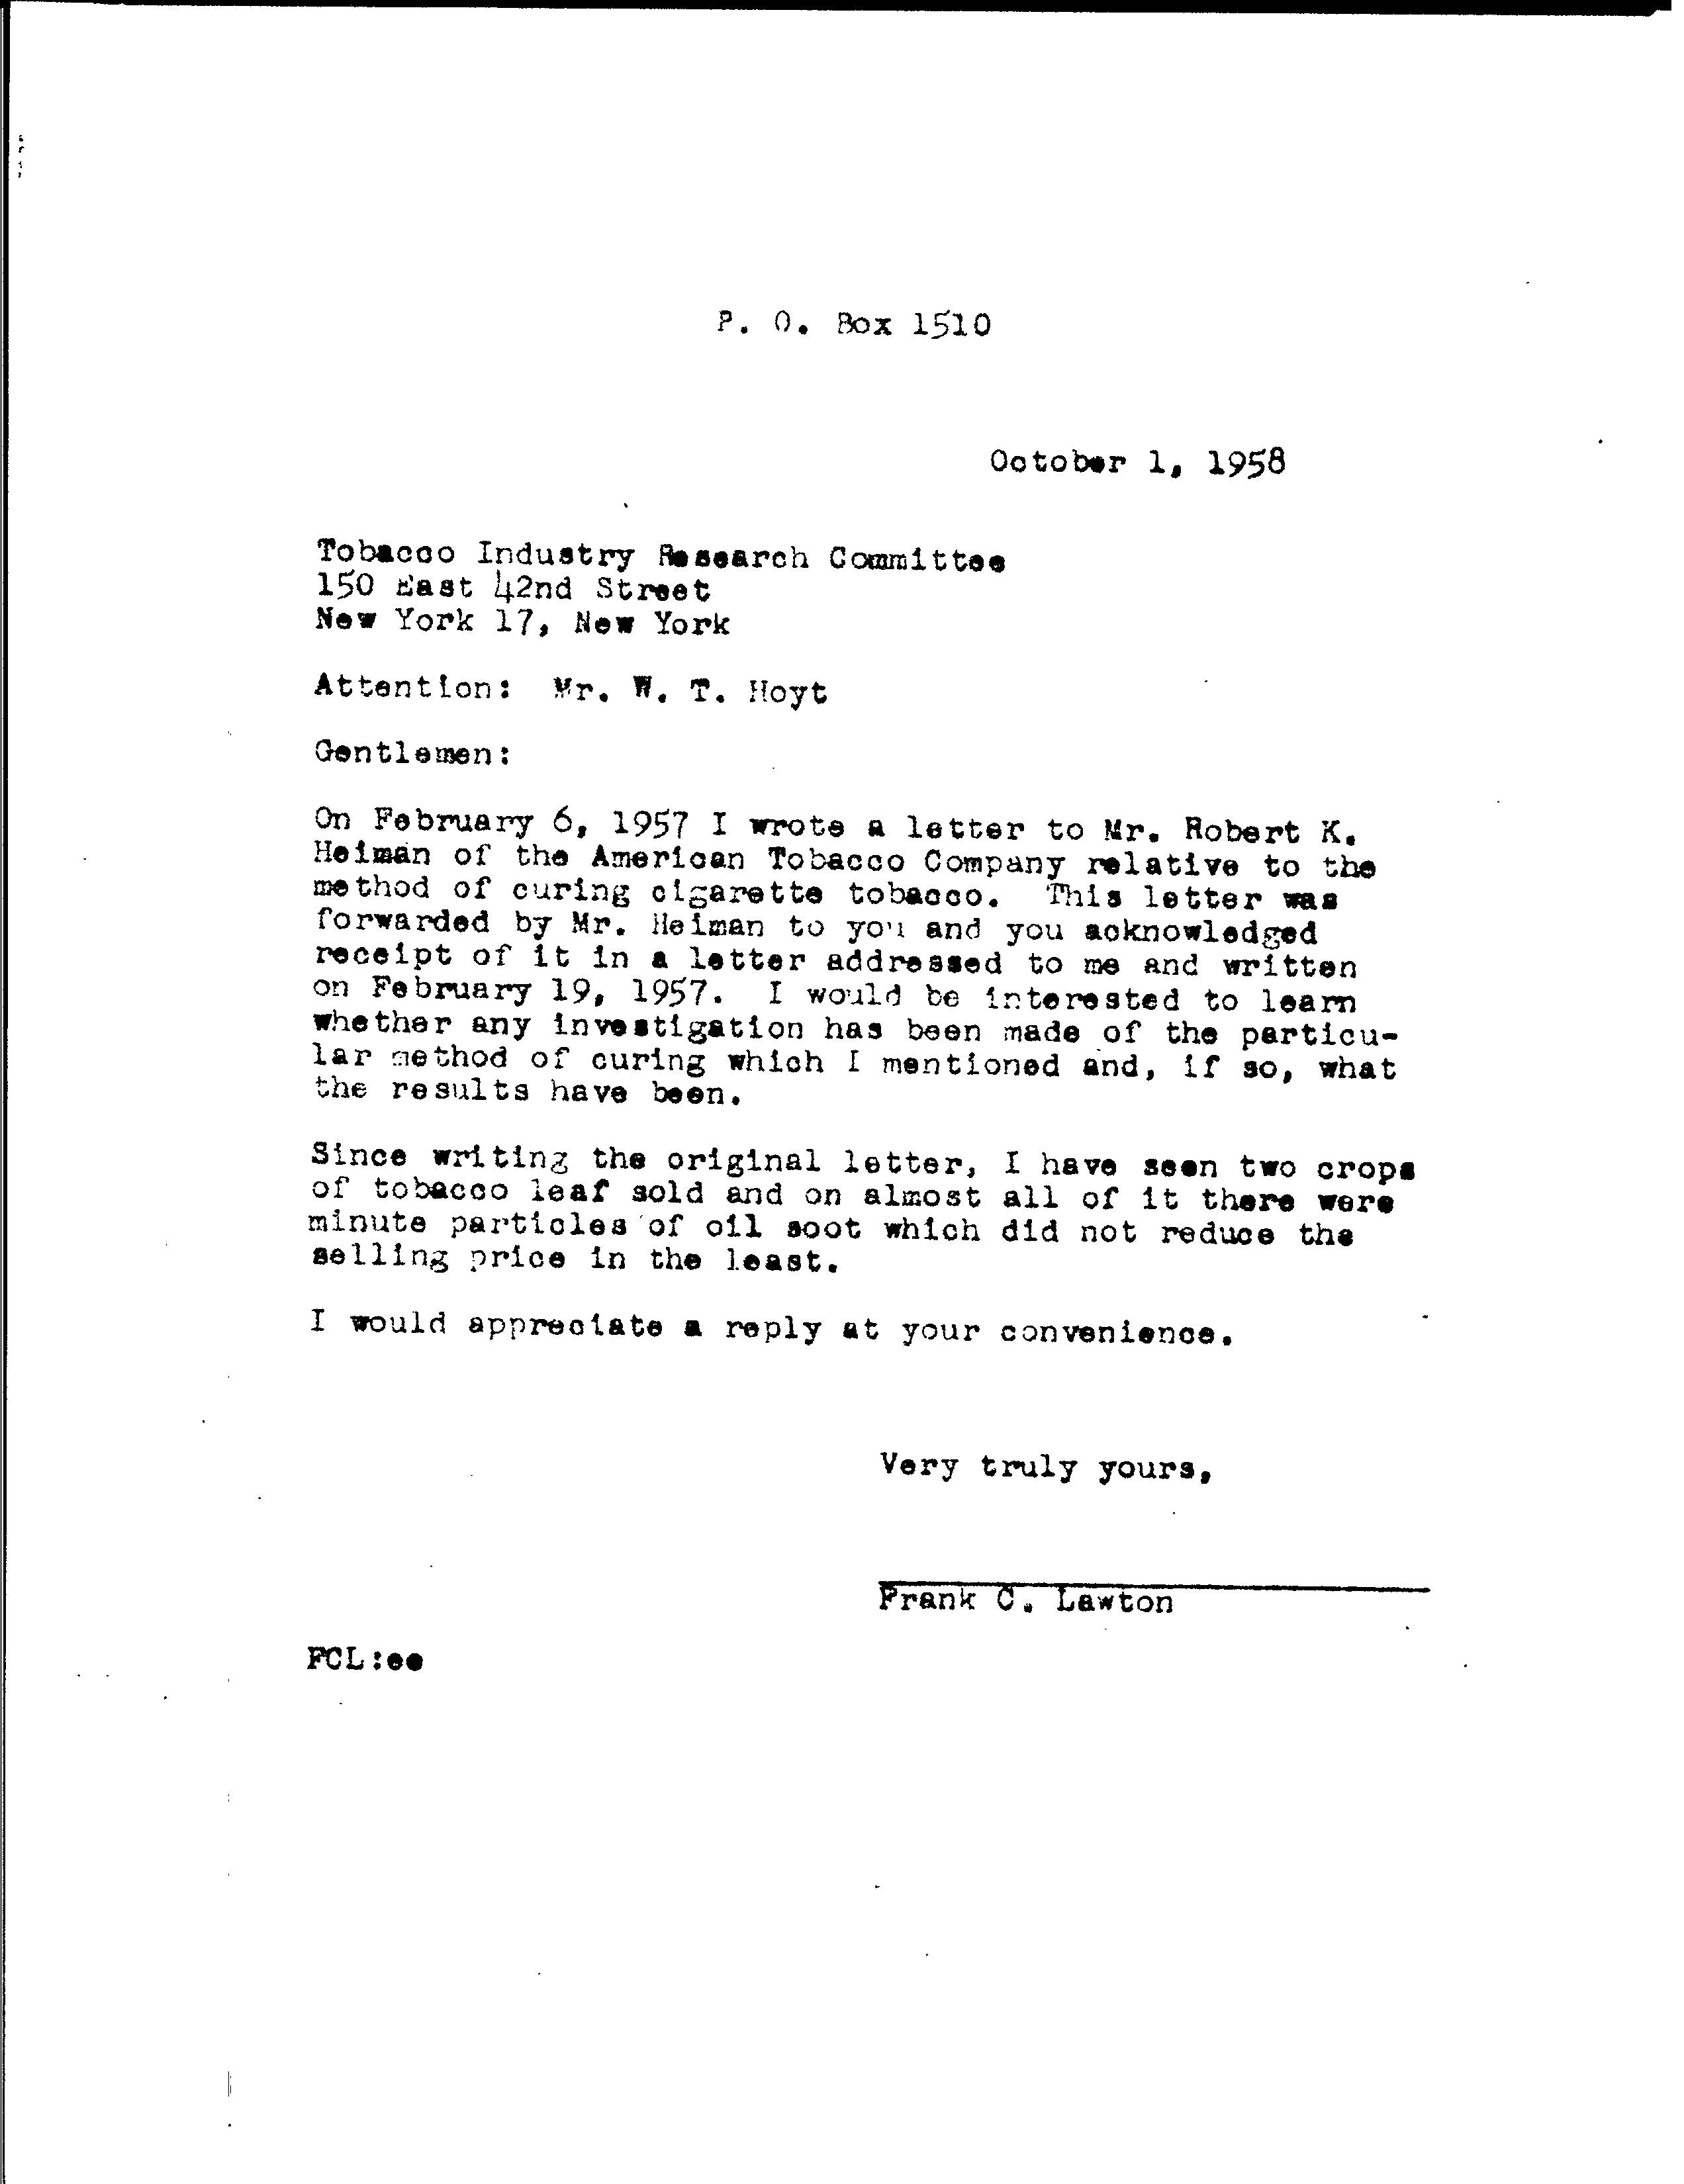 P. O. Box 1510
October 1, 1958
Tobacco Industry Research Committee
150 East 42nd Street
New York 17, New York
Attention: Mr. W. T. Hoyt
Gentlemen:
On February 6, 1957 I wrote a letter to Mr. Robert K.
Heiman of the American Tobacco Company relative to the
method of curing cigarette tobacco. This letter was
forwarded by Mr. Heiman to you and you acknowledged
receipt of it in a letter addressed to me and written
on February 19, 1957. I would be interested to learn
whether any investigation has been made of the particu-
lar method of curing which I mentioned and, if so, what
the results have been.
Since writing the original letter, I have seen two crops
of tobacco leaf sold and on almost all of it there were
minute particles of oil soot which did not reduce the
selling price in the least.
I would appreciate a reply at your convenience.
Very truly yours,
Frank C. Lawton
FCL:ee